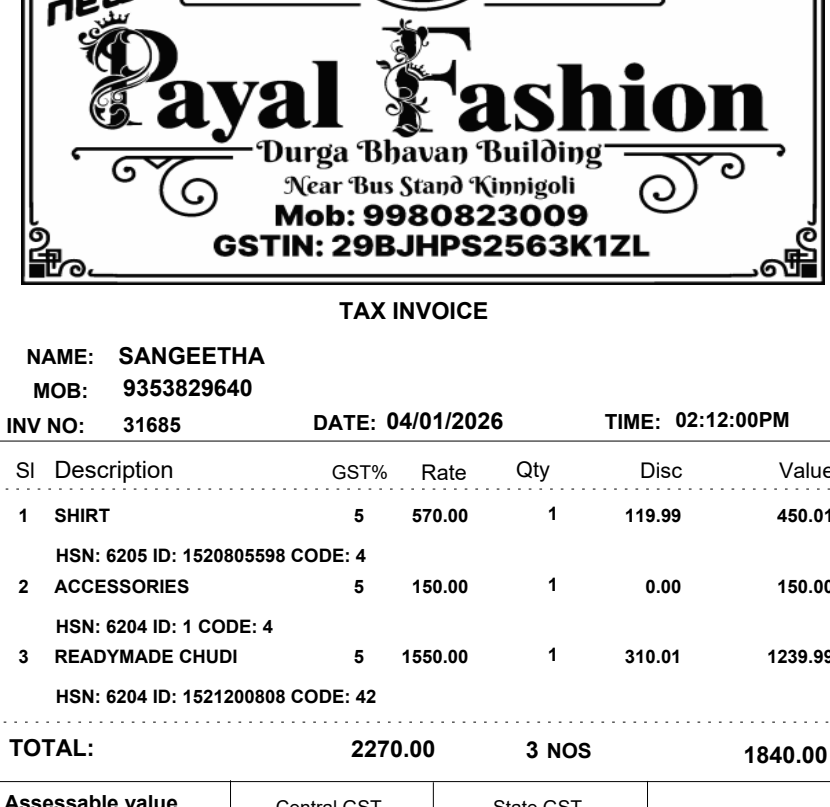 new
Payal Fashion
Durga Bhavan Building
Near Bus Stand Kinnigoli
Mob: 9980823009
GSTIN: 29BJHPS2563K1ZL
TAX INVOICE
NAME: SANGEETHA
MOB: 9353829640
INV NO: 31685 DATE: 04/01/2026 TIME: 02:12:00PM
Sl Description GST% Rate Qty Disc Value
1 SHIRT 5 570.00 1 119.99 450.01
HSN: 6205 ID: 1520805598 CODE: 4
2 ACCESSORIES 5 150.00 1 0.00 150.00
HSN: 6204 ID: 1 CODE: 4
3 READYMADE CHUDI 5 1550.00 1 310.01 1239.99
HSN: 6204 ID: 1521200808 CODE: 42
TOTAL: 2270.00 3 NOS 1840.00
Assessable value Central GST State GST